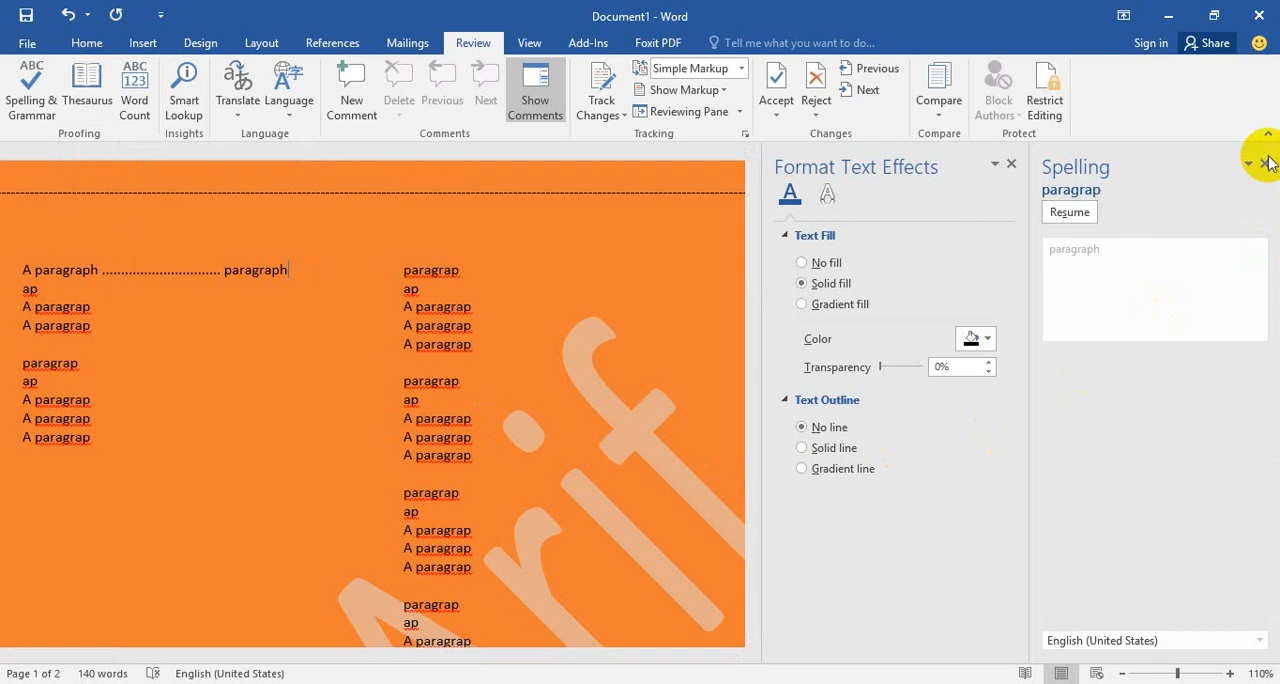 Document1 - Word
File Home Insert Design Layout References Mailings Review View Add-Ins Foxit PDF Tell me what you want to do... Sign in Share
Spelling & Grammar
Thesaurus
Word Count
Proofing
Smart Lookup
Insights
Translate
Language
Language
New Comment
Delete
Previous
Next
Show Comments
Comments
Track Changes
Simple Markup
Show Markup
Reviewing Pane
Tracking
Accept
Reject
Previous
Next
Changes
Compare
Compare
Block Authors
Restrict Editing
Protect
A paragraph ............................... paragraph
ap
A paragrap
A paragrap
paragrap
ap
A paragrap
A paragrap
A paragrap
paragrap
ap
A paragrap
A paragrap
A paragrap
paragrap
ap
A paragrap
A paragrap
A paragrap
paragrap
ap
A paragrap
A paragrap
A paragrap
paragrap
ap
A paragrap
Arif
Format Text Effects
Text Fill
No fill
Solid fill
Gradient fill
Color
Transparency 0%
Text Outline
No line
Solid line
Gradient line
Spelling
paragrap
Resume
paragraph
English (United States)
Page 1 of 2 140 words English (United States) 110%